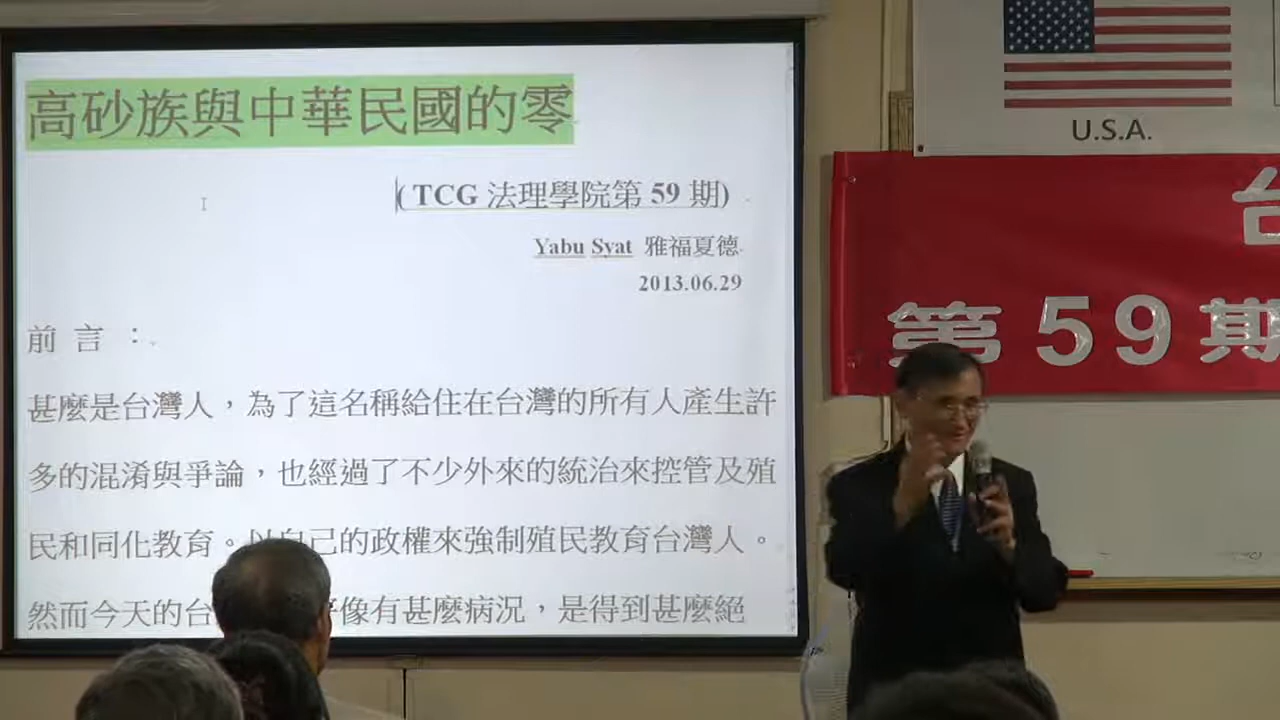 高砂族與中華民國的零
( TCG 法理學院第 59 期)
Yabu Syat 雅福夏德
2013.06.29
前 言 ：
甚麼是台灣人，為了這名稱給住在台灣的所有人產生許
多的混淆與爭論，也經過了不少外來的統治來控管及殖
民和同化教育。以自己的政權來強制殖民教育台灣人。
然而今天的台 像有甚麼病況，是得到甚麼絕
U.S.A.
台
第 59 期